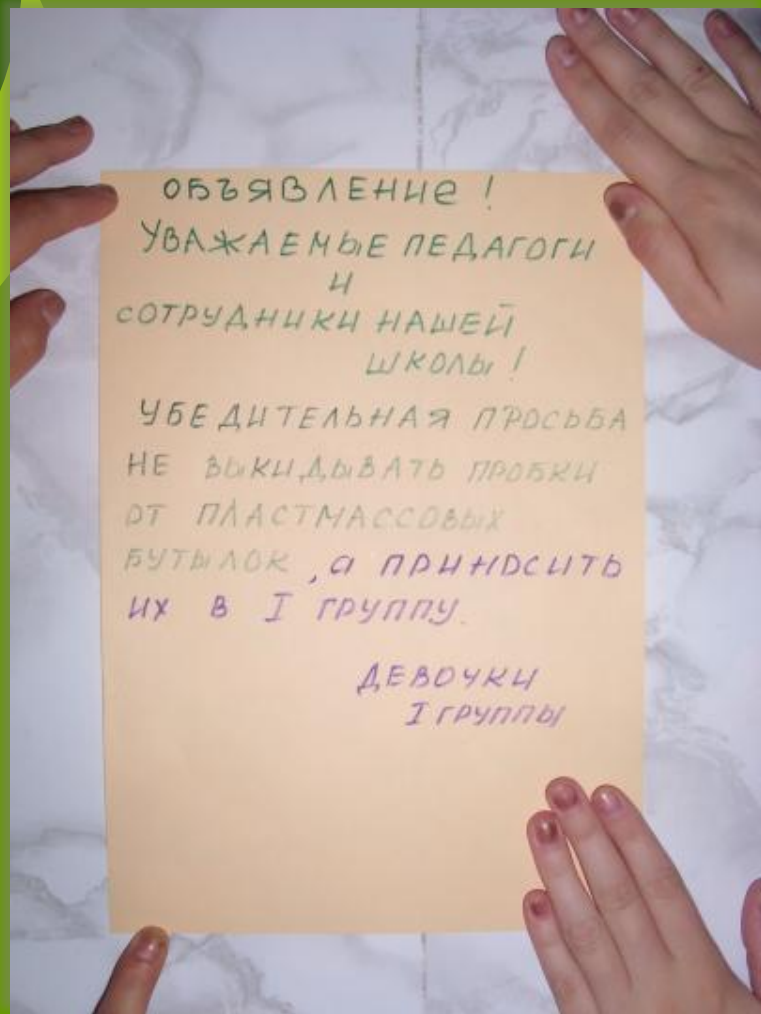 ОБЪЯВЛЕНИе !
УВАЖАЕМЫЕ ПЕДАГОГИ
И
СОТРУДНИКИ НАШЕЙ
ШКОЛЫ !
УБЕДИТЕЛЬНАЯ ПРОСЬБА
НЕ ВЫКИДЫВАТЬ ПРОБКИ
ОТ ПЛАСТМАССОВЫХ
БУТЫЛОК , а ПРИНОСИТЬ
ИХ В I ГРУППУ.
ДЕВОЧКИ
I ГРУППЫ